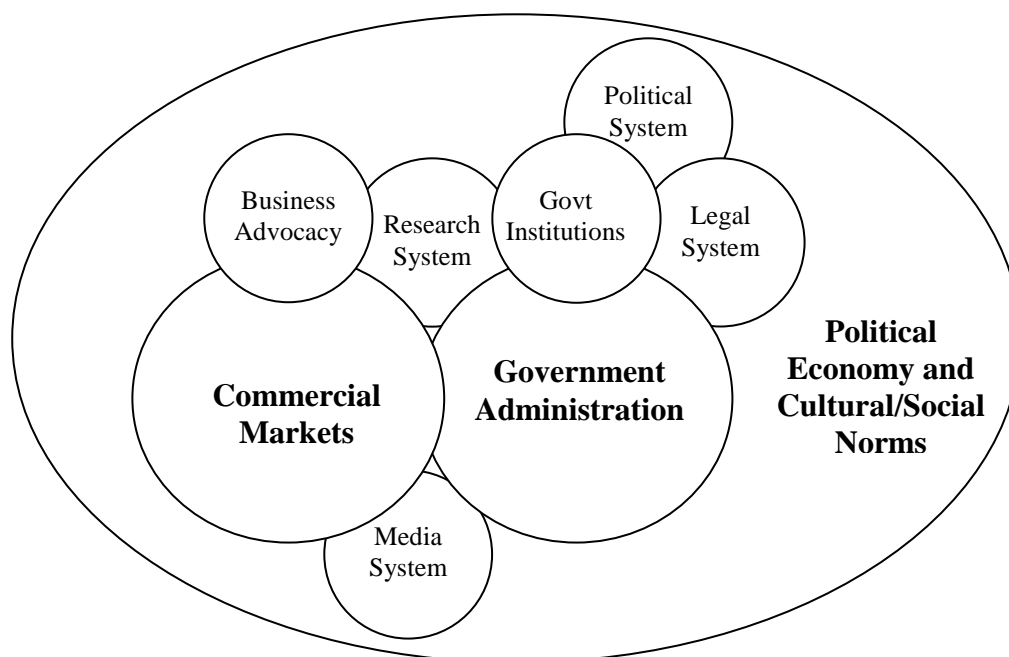 Political
System
Business
Advocacy
Research
System
Govt
Institutions
Legal
System
Political
Economy and
Cultural/Social
Norms
Government
Administration
Commercial
Markets
Media
System